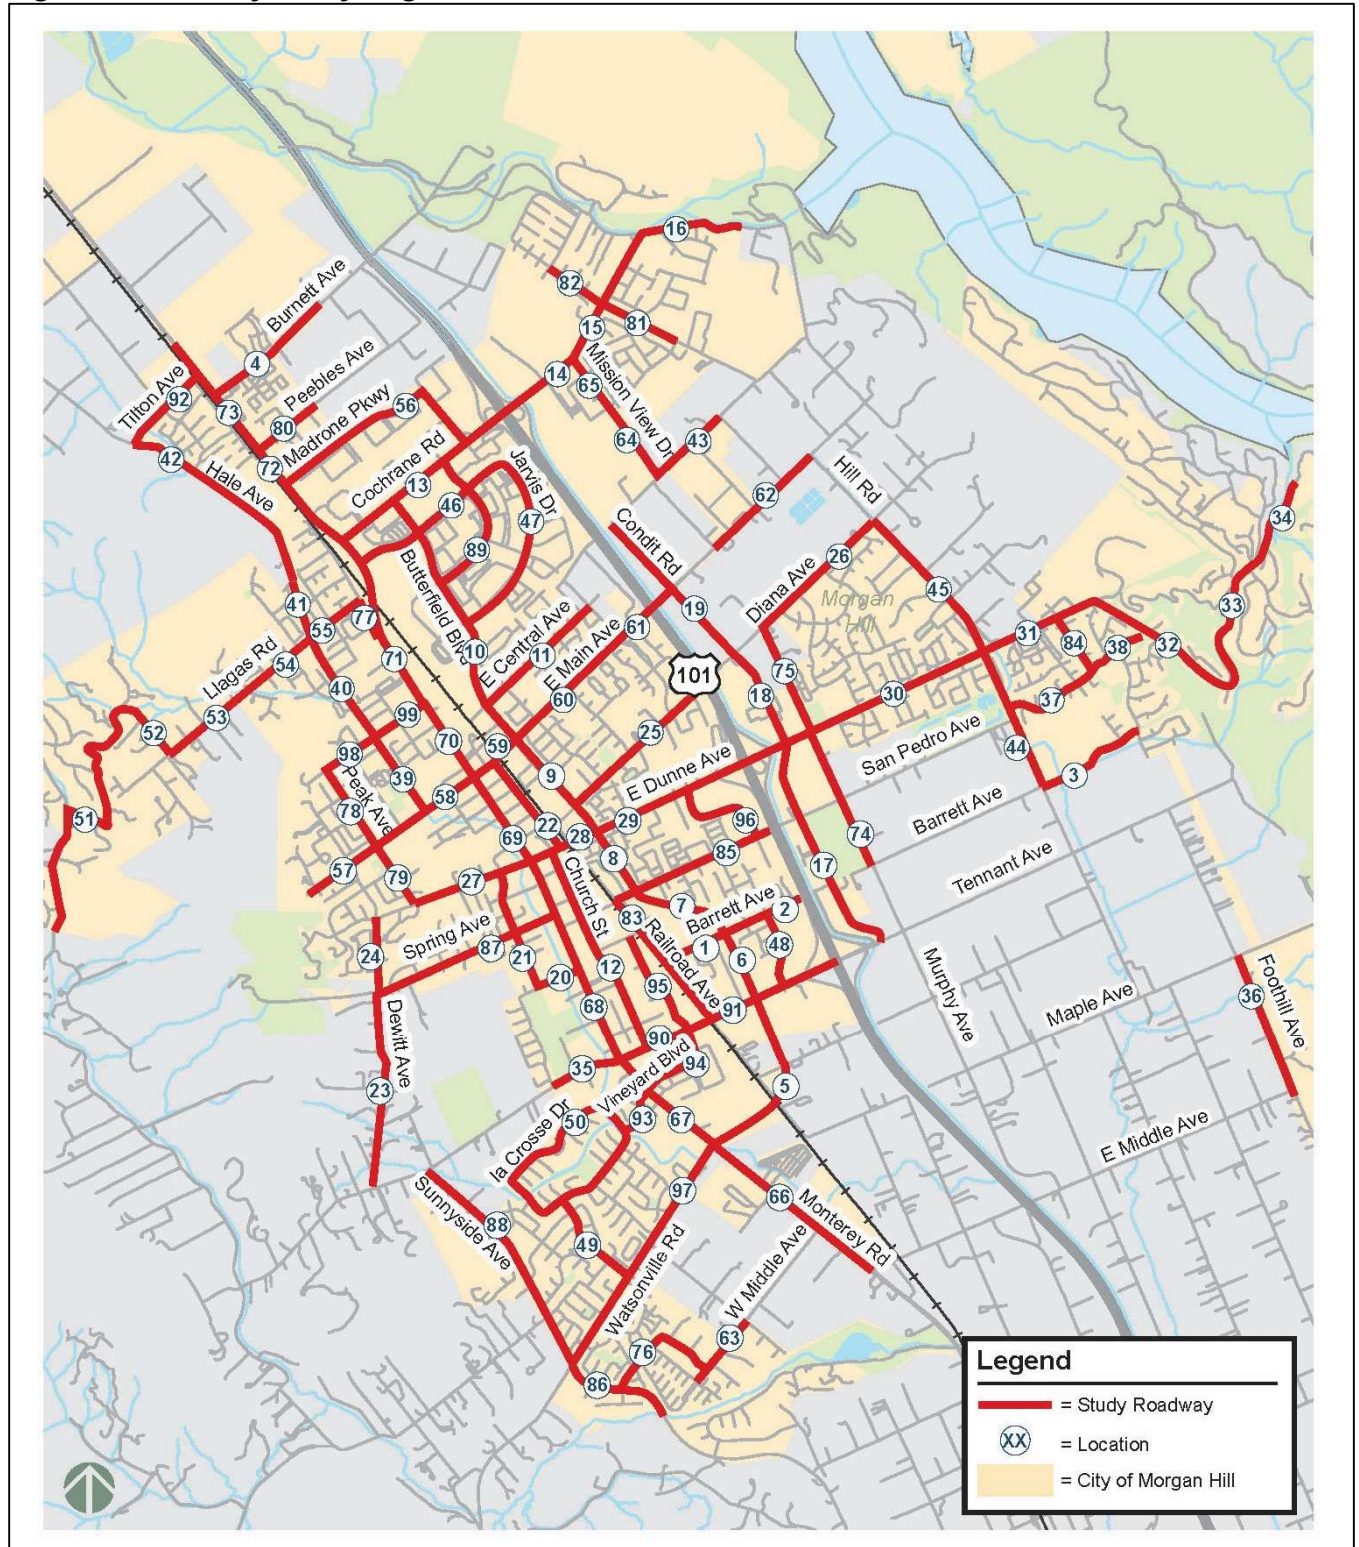 16
82
15
81
Burnett Ave
4
Peebles Ave
Tilton Ave
92
73
80
Madrone Pkwy
56
14
65
Mission View Dr
64
43
42
72
Hale Ave
Cochrane Rd
13
46
Jarvis Dr
47
89
Butterfield Blvd
Condit Rd
62
Hill Rd
34
26
Diana Ave
45
Morgan
Hill
33
41
55
77
Llagas Rd
54
53
52
51
71
10
E Central Ave
11
E Main Ave
61
60
19
101
18
75
31
84
38
32
30
37
40
99
98
70
59
25
San Pedro Ave
44
3
39
Peak Ave
78
58
9
E Dunne Ave
96
Barrett Ave
57
79
69
22
28
29
8
85
74
17
Tennant Ave
27
Church St
7
Barrett Ave
2
83
1
48
6
Railroad Ave
Spring Ave
24
87
21
20
12
95
68
91
Murphy Ave
Maple Ave
Foothill Ave
36
Dewitt Ave
23
35
90
Vineyard Blvd
94
5
la Crosse Dr
50
93
67
E Middle Ave
Sunnyside Ave
88
97
66
Monterey Rd
49
Watsonville Rd
W Middle Ave
63
76
86
Legend
= Study Roadway
XX = Location
= City of Morgan Hill